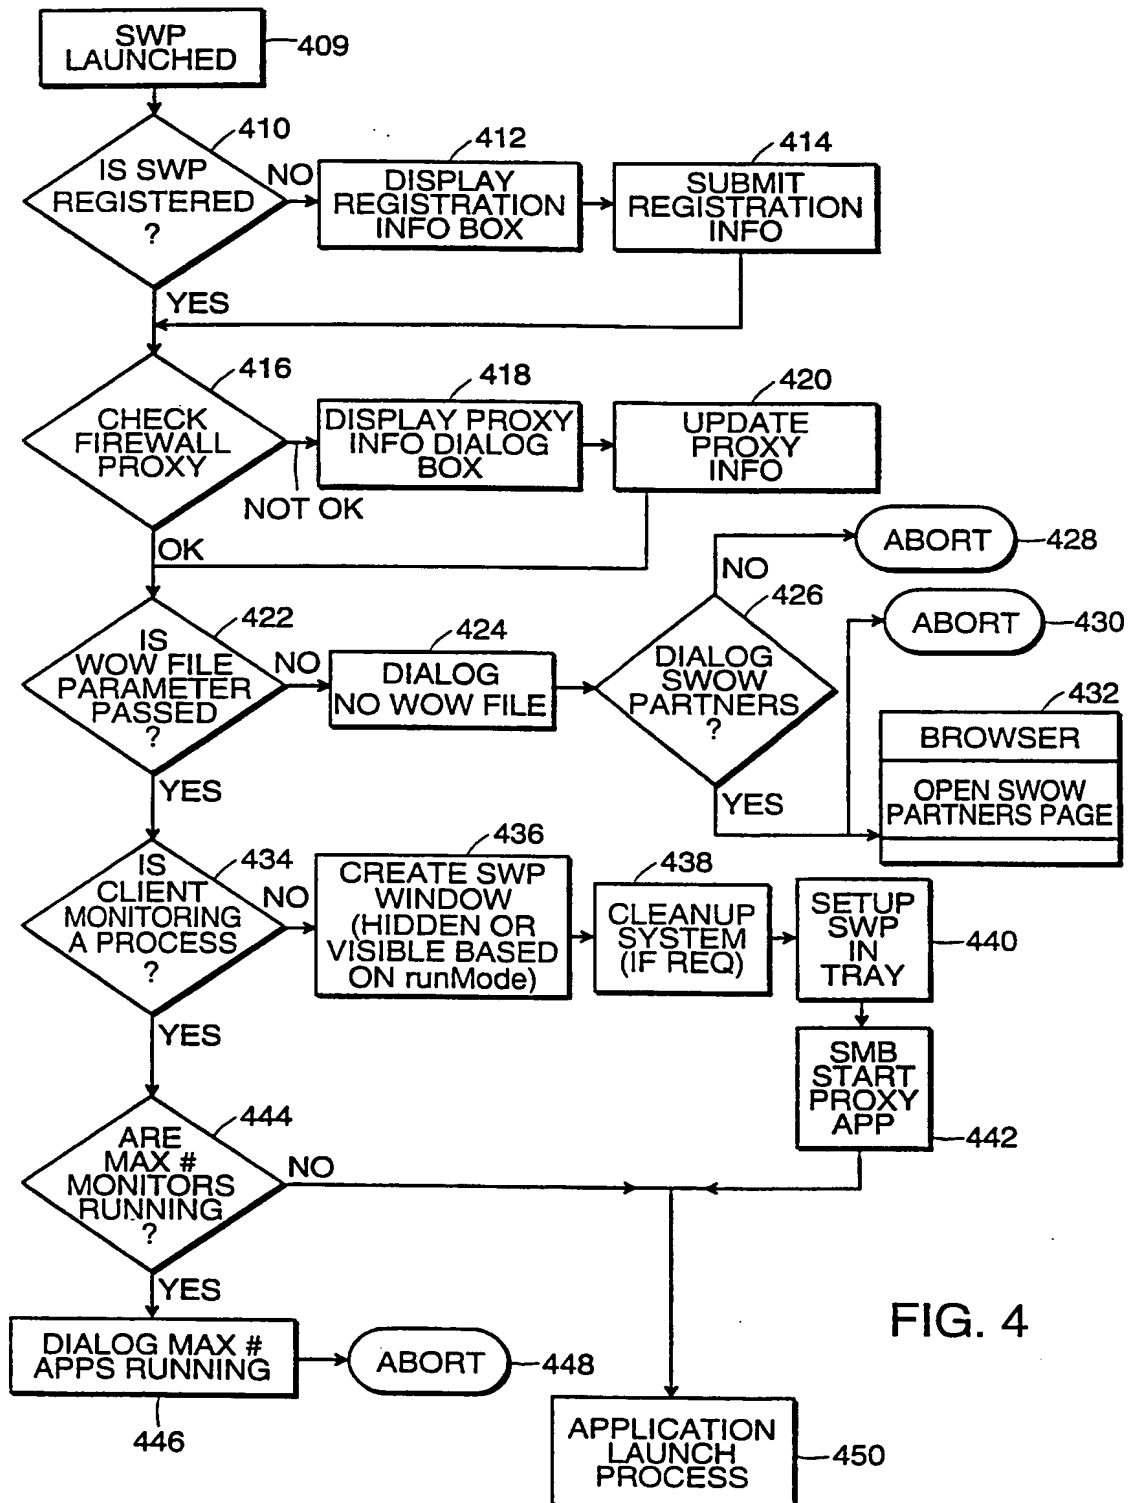 SWP
LAUNCHED
409
410
IS SWP
REGISTERED
?
NO
412
DISPLAY
REGISTRATION
INFO BOX
414
SUBMIT
REGISTRATION
INFO
YES
416
CHECK
FIREWALL
PROXY
NOT OK
418
DISPLAY PROXY
INFO DIALOG
BOX
420
UPDATE
PROXY
INFO
OK
422
IS
WOW FILE
PARAMETER
PASSED
?
NO
424
DIALOG
NO WOW FILE
426
DIALOG
SWOW
PARTNERS
?
NO
ABORT
428
ABORT
430
YES
432
BROWSER
OPEN SWOW
PARTNERS PAGE
YES
434
IS
CLIENT
MONITORING
A PROCESS
?
NO
436
CREATE SWP
WINDOW
(HIDDEN OR
VISIBLE BASED
ON runMode)
438
CLEANUP
SYSTEM
(IF REQ)
SETUP
SWP
IN
TRAY
440
SMB
START
PROXY
APP
442
YES
444
ARE
MAX #
MONITORS
RUNNING
?
NO
YES
DIALOG MAX #
APPS RUNNING
446
ABORT
448
APPLICATION
LAUNCH
PROCESS
450
FIG. 4